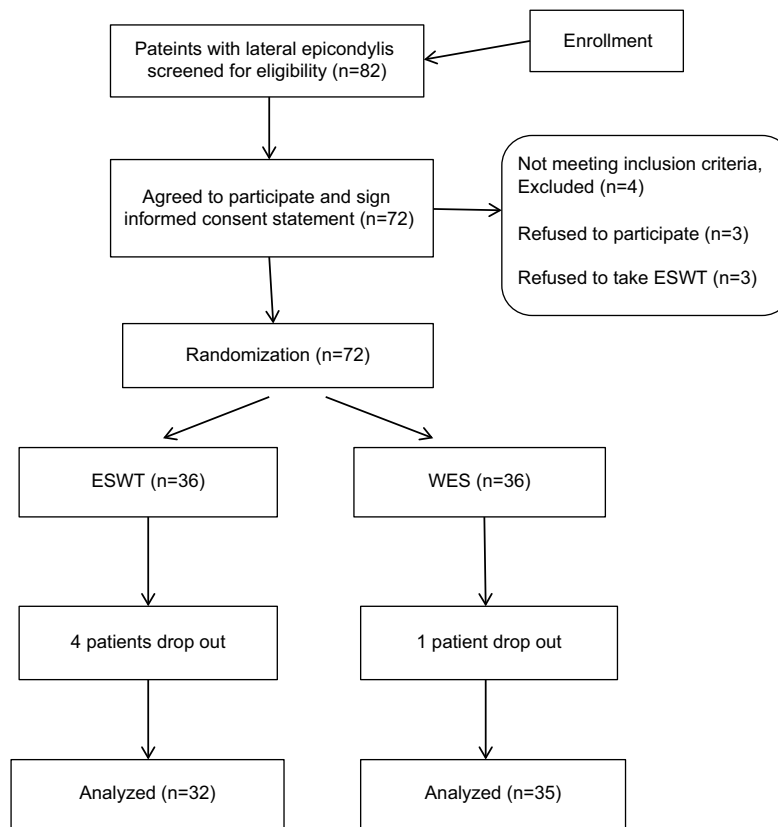 Pateints with lateral epicondylis
screened for eligibility (n=82)
Enrollment
Agreed to participate and sign
informed consent statement (n=72)
Not meeting inclusion criteria,
Excluded (n=4)
Refused to participate (n=3)
Refused to take ESWT (n=3)
Randomization (n=72)
ESWT (n=36)
WES (n=36)
4 patients drop out
1 patient drop out
Analyzed (n=32)
Analyzed (n=35)